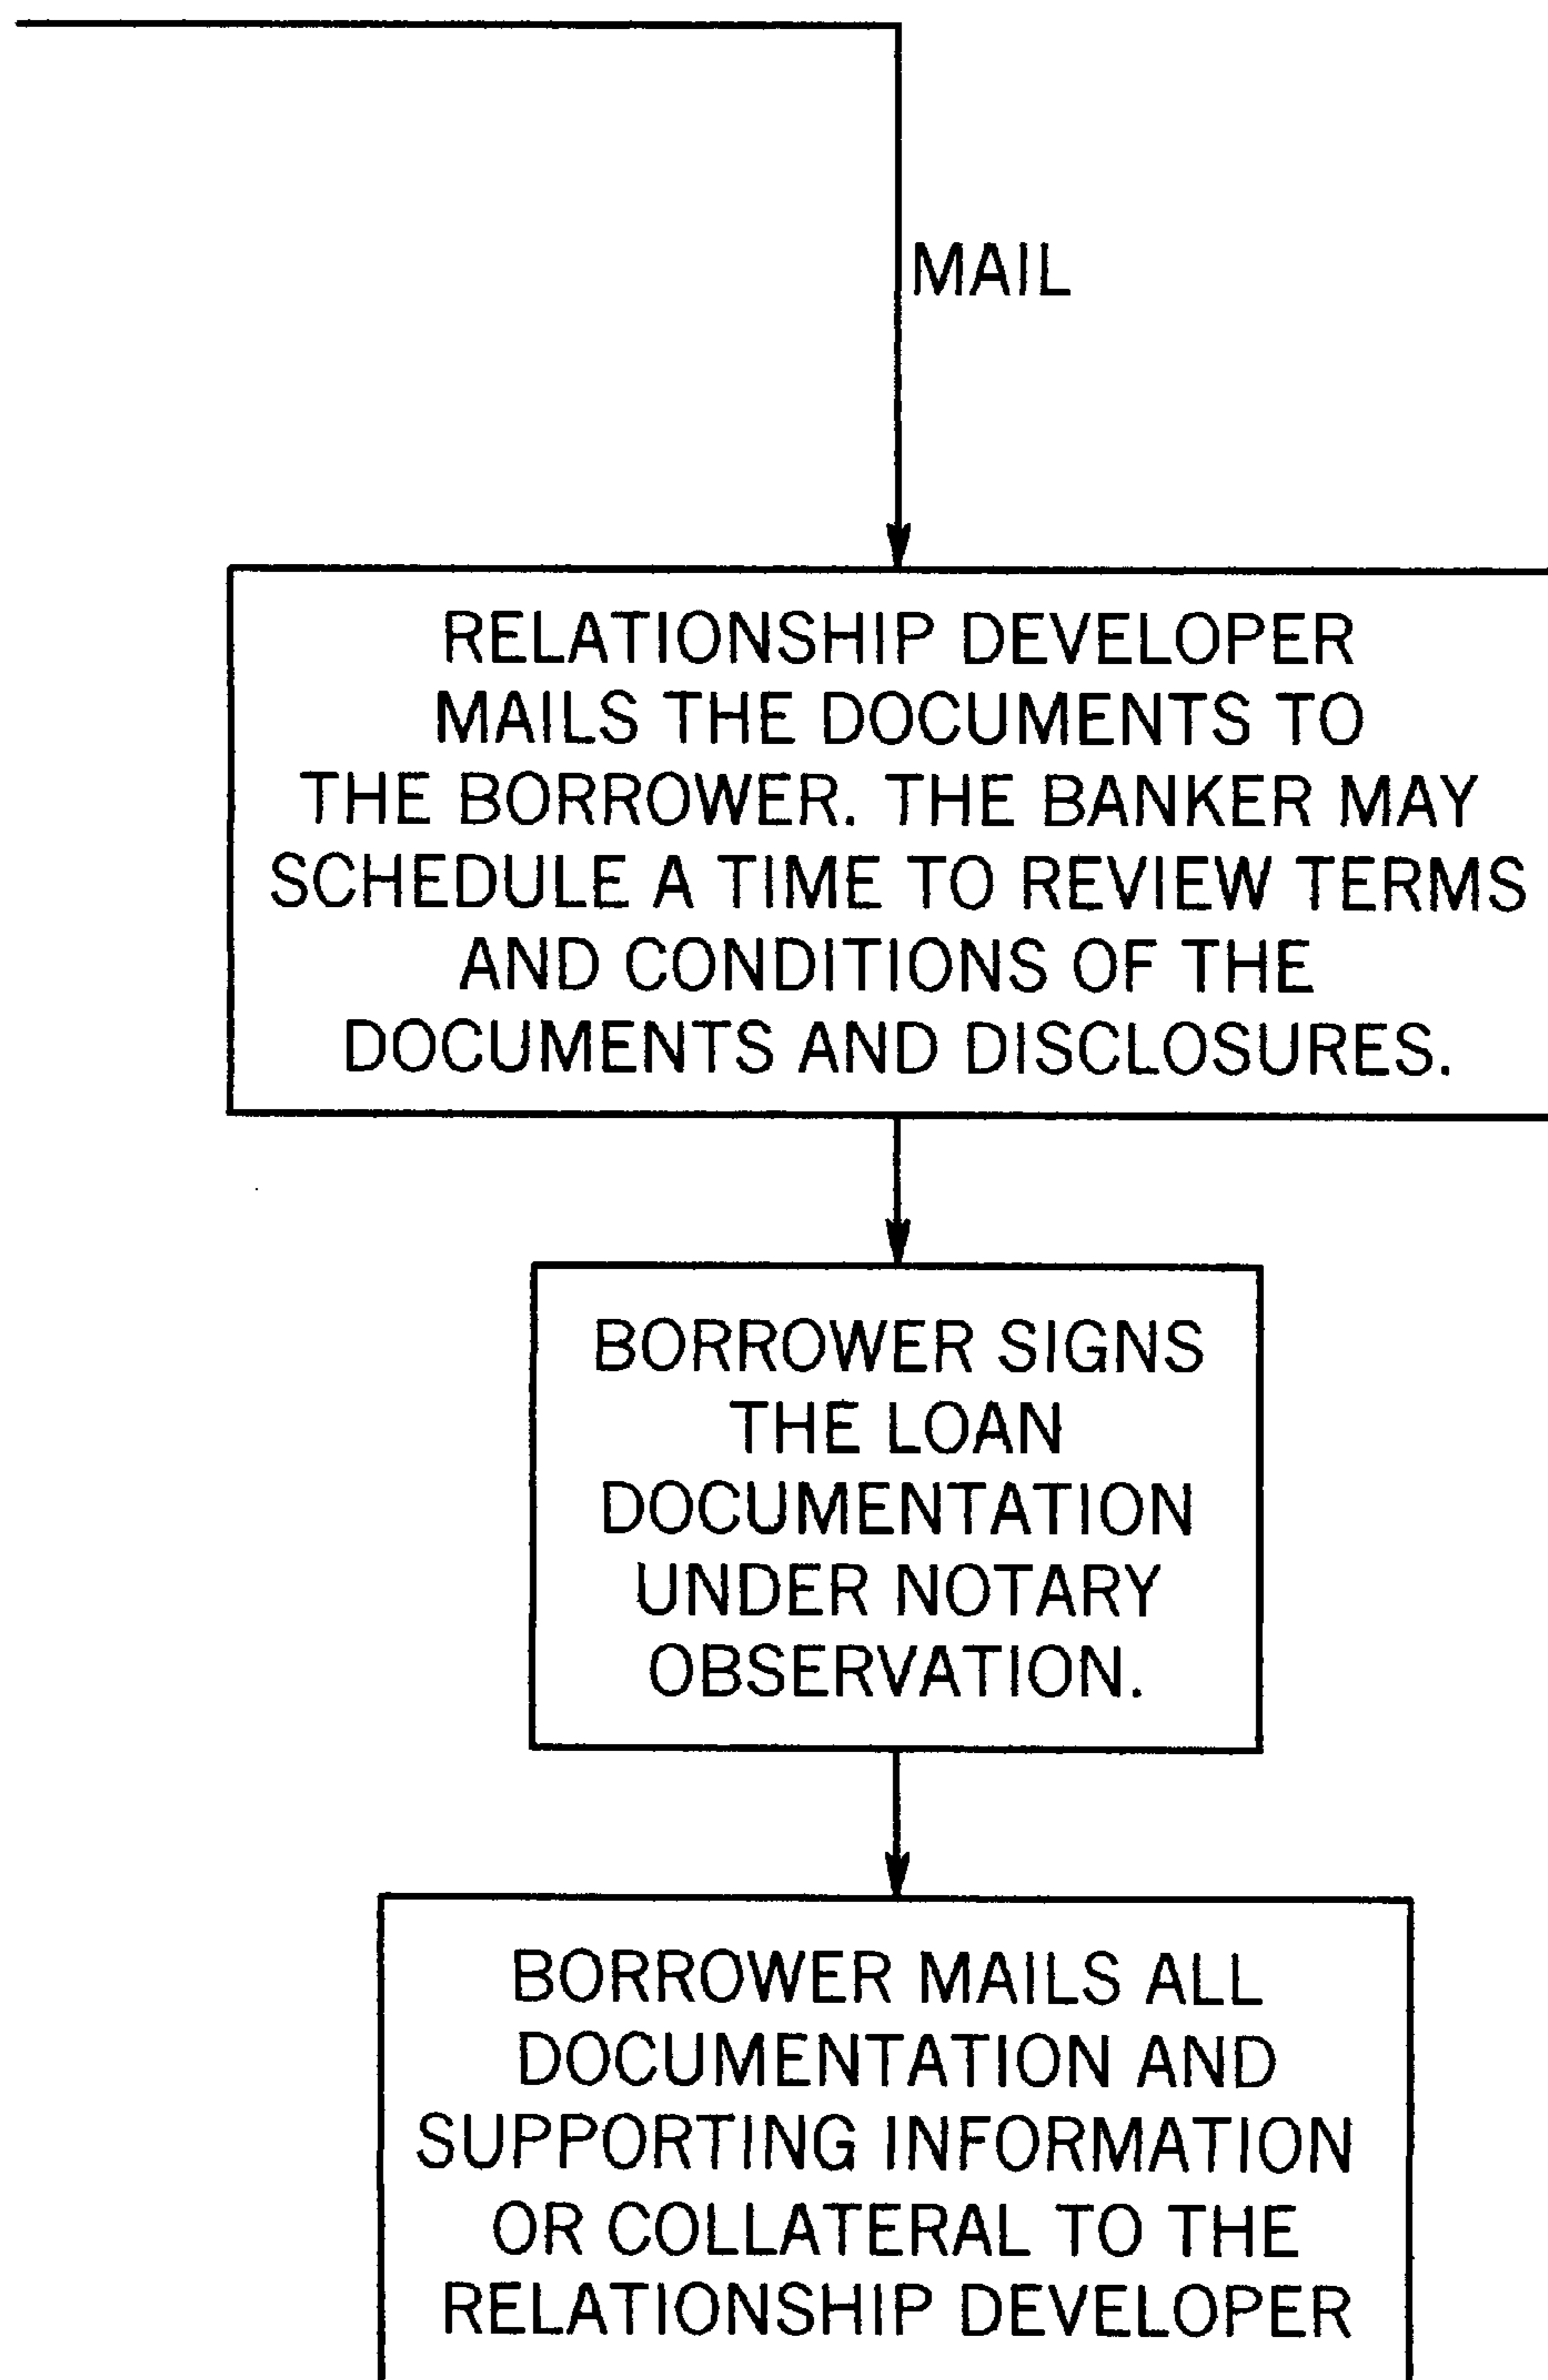 MAIL
RELATIONSHIP DEVELOPER
MAILS THE DOCUMENTS TO
THE BORROWER. THE BANKER MAY
SCHEDULE A TIME TO REVIEW TERMS
AND CONDITIONS OF THE
DOCUMENTS AND DISCLOSURES.
BORROWER SIGNS
THE LOAN
DOCUMENTATION
UNDER NOTARY
OBSERVATION.
BORROWER MAILS ALL
DOCUMENTATION AND
SUPPORTING INFORMATION
OR COLLATERAL TO THE
RELATIONSHIP DEVELOPER